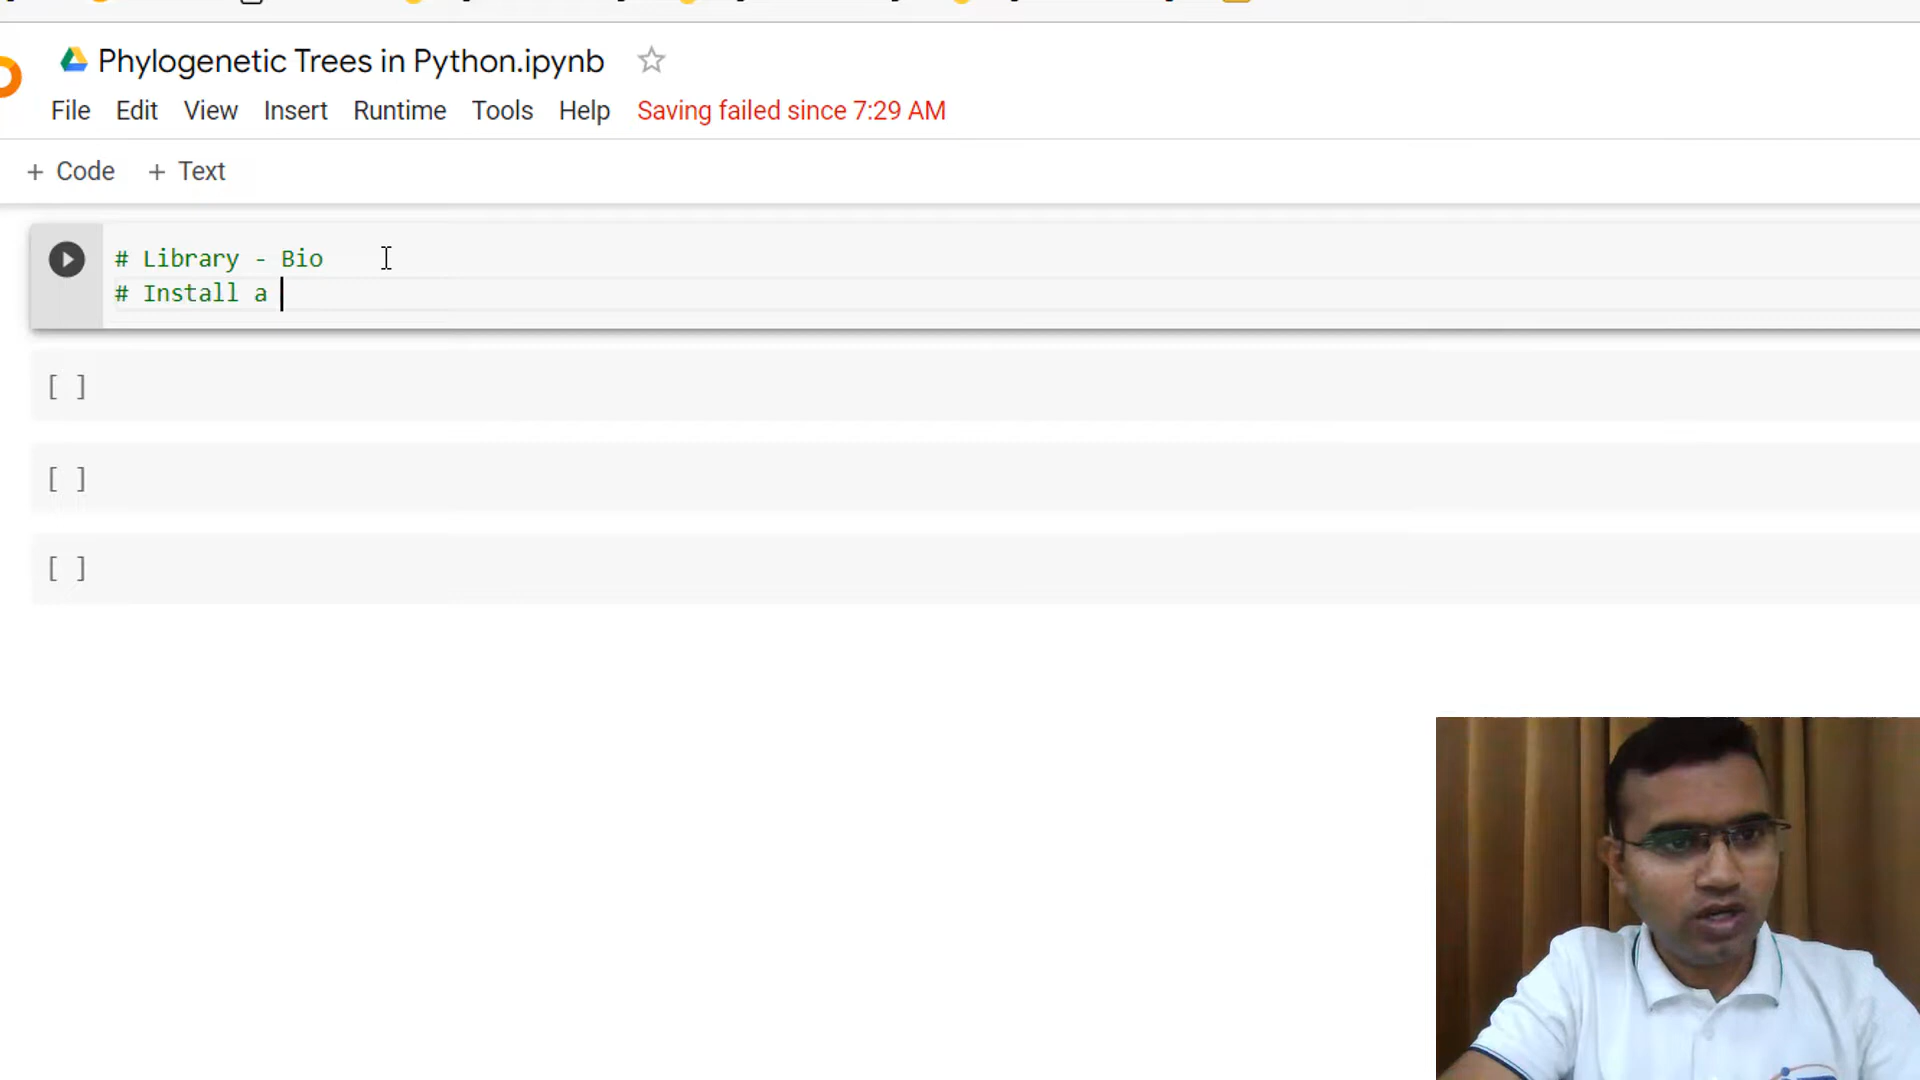 Phylogenetic Trees in Python.ipynb
File Edit View Insert Runtime Tools Help Saving failed since 7:29 AM
+ Code + Text
# Library - Bio
# Install a
[ ]
[ ]
[ ]